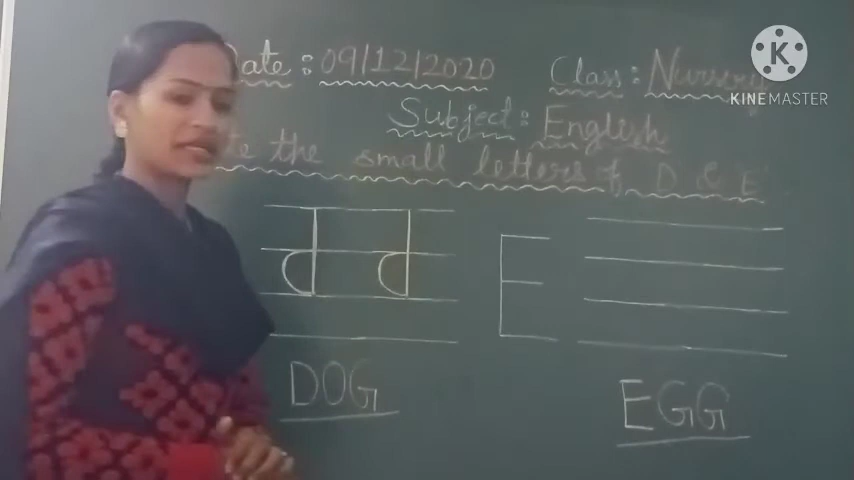 Date: 09/12/2020 Class: Nursery
Subject: English
the small letters of D & E
d d E
DOG EGG
K
KINEMASTER